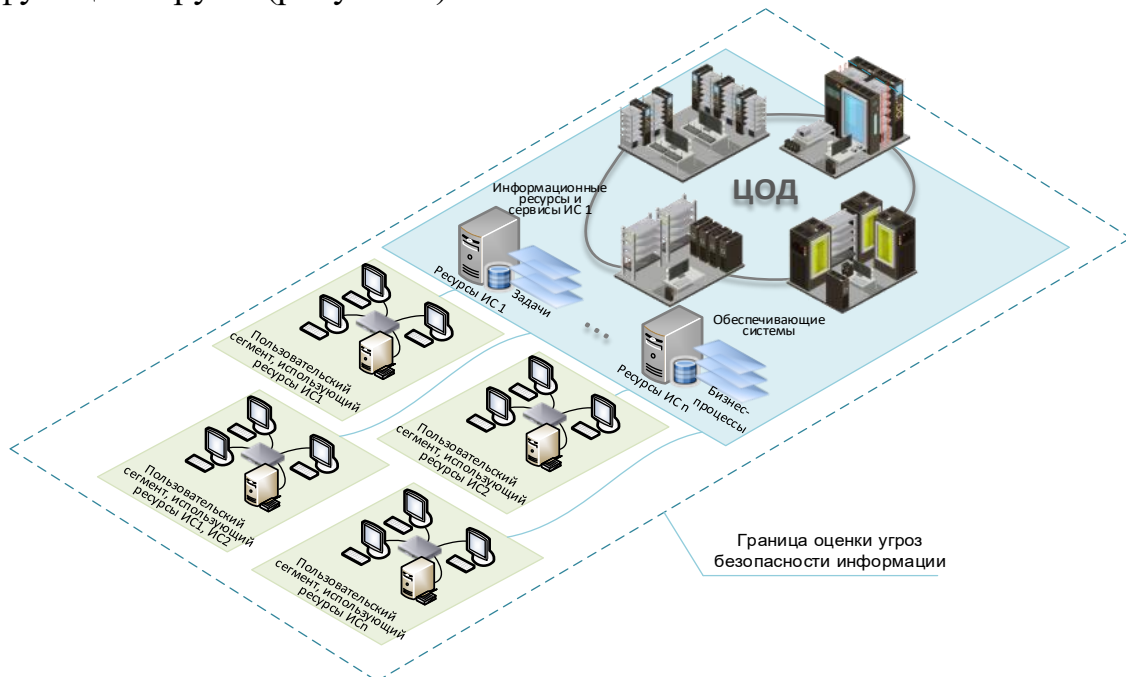 ЦОД
Информационные
ресурсы и
сервисы ИС 1
Ресурсы ИС 1
Задачи
Обеспечивающие
системы
Ресурсы ИС n
Бизнес-
процессы
Пользовательский
сегмент, использующий
ресурсы ИС1
Пользовательский
сегмент, использующий
ресурсы ИС2
Пользовательский
сегмент, использующий
ресурсы ИС1, ИС2
Пользовательский
сегмент, использующий
ресурсы ИСn
Граница оценки угроз
безопасности информации